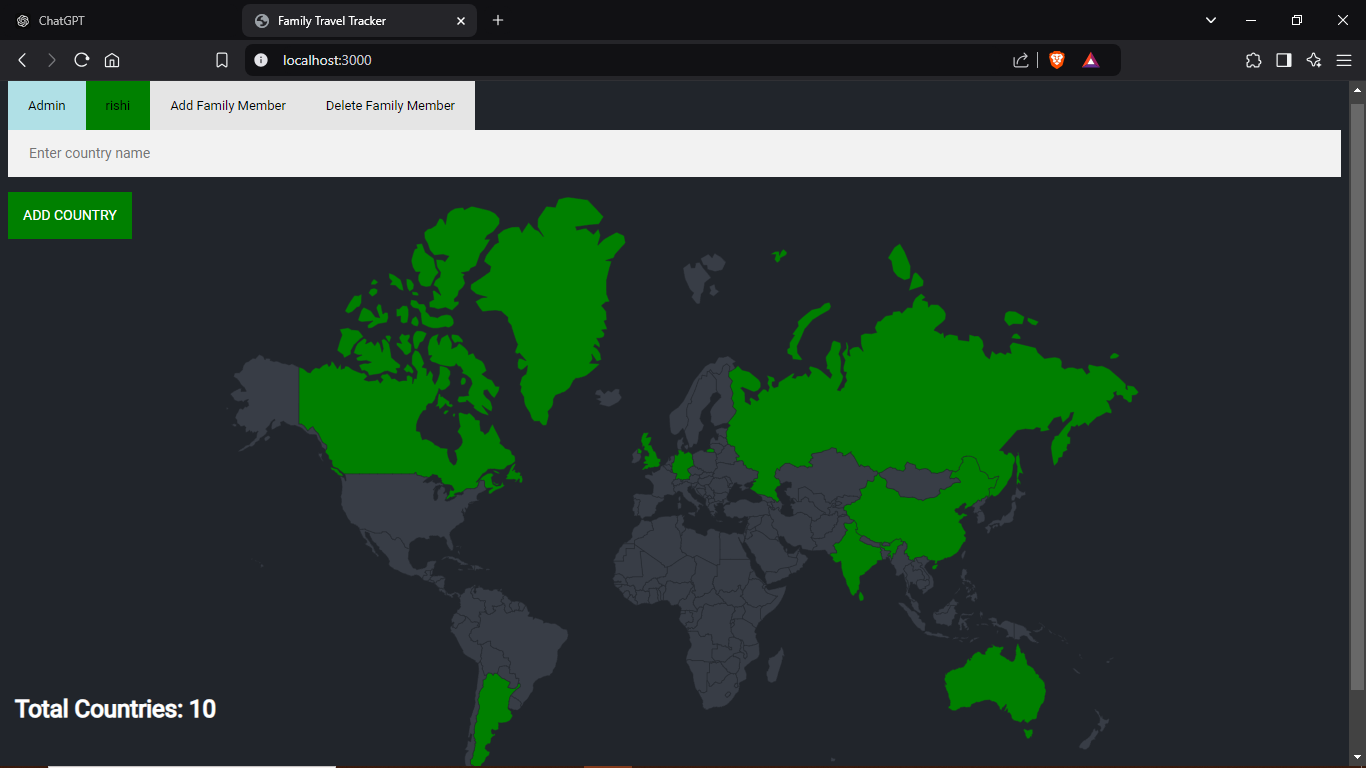 ChatGPT
Family Travel Tracker
localhost:3000
Admin
rishi
Add Family Member
Delete Family Member
Enter country name
ADD COUNTRY
Total Countries: 10